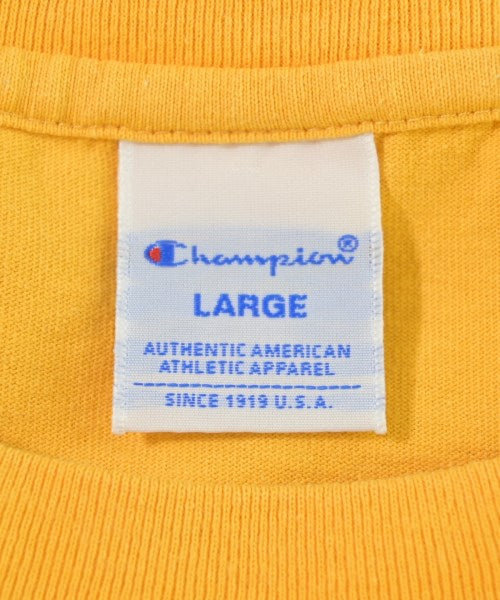 Champion®
LARGE
AUTHENTIC AMERICAN
ATHLETIC APPAREL
SINCE 1919 U.S.A.